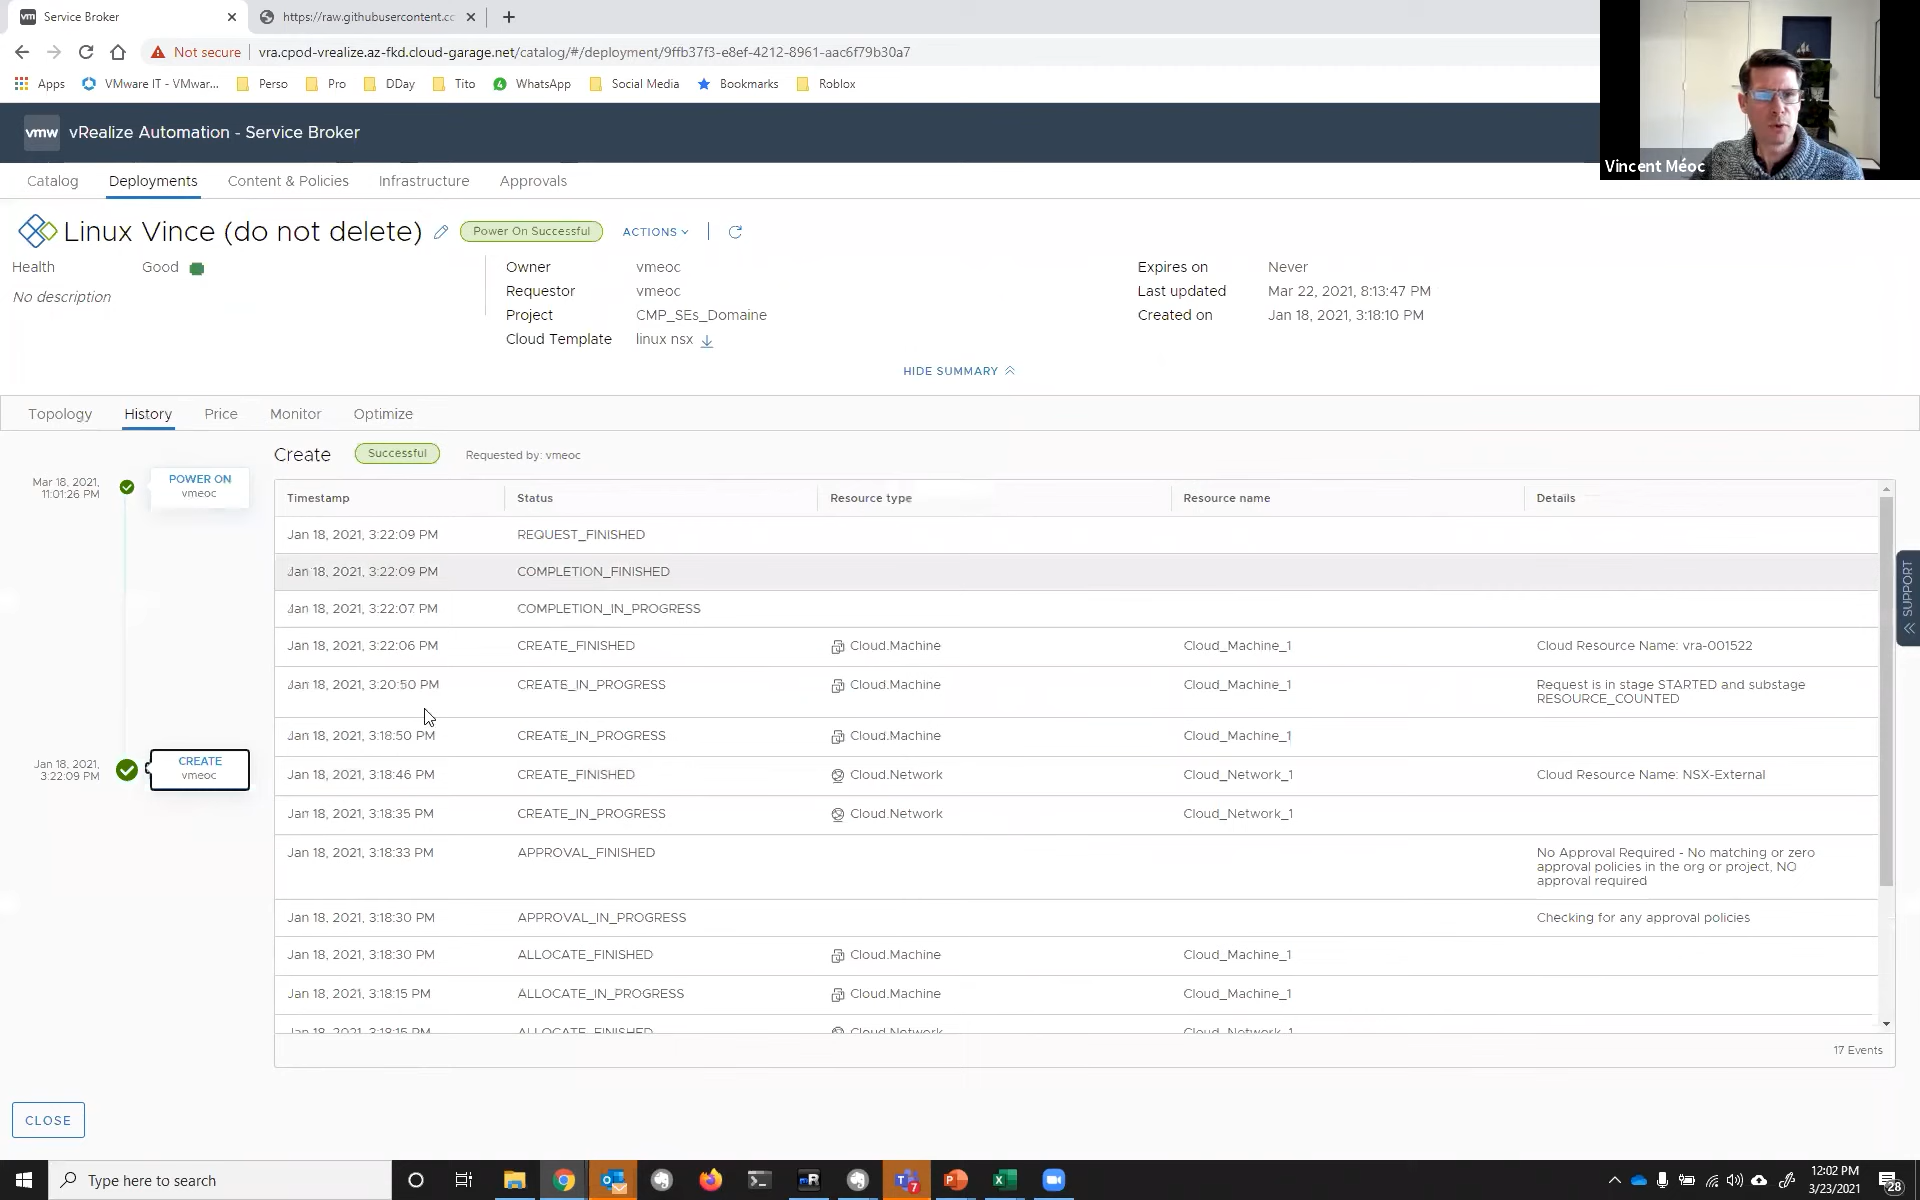 vm Service Broker
https://raw.githubusercontent.cc
Not secure | vra.cpod-vrealize.az-fkd.cloud-garage.net/catalog/#/deployment/9ffb37f3-e8ef-4212-8961-aac6f79b30a7
Apps VMware IT - VMwar... Perso Pro DDay Tito WhatsApp Social Media Bookmarks Roblox
vmw vRealize Automation - Service Broker
Vincent Méoc
Catalog Deployments Content & Policies Infrastructure Approvals
Linux Vince (do not delete) Power On Successful ACTIONS
Health Good
No description
Owner vmeoc
Requestor vmeoc
Project CMP_SEs_Domaine
Cloud Template linux nsx
Expires on Never
Last updated Mar 22, 2021, 8:13:47 PM
Created on Jan 18, 2021, 3:18:10 PM
HIDE SUMMARY
Topology History Price Monitor Optimize
Mar 18, 2021,
11:01:26 PM
POWER ON
vmeoc
Jan 18, 2021,
3:22:09 PM
CREATE
vmeoc
Create Successful Requested by: vmeoc
Timestamp Status Resource type Resource name Details
Jan 18, 2021, 3:22:09 PM REQUEST_FINISHED
Jan 18, 2021, 3:22:09 PM COMPLETION_FINISHED
Jan 18, 2021, 3:22:07 PM COMPLETION_IN_PROGRESS
Jan 18, 2021, 3:22:06 PM CREATE_FINISHED Cloud.Machine Cloud_Machine_1 Cloud Resource Name: vra-001522
Jan 18, 2021, 3:20:50 PM CREATE_IN_PROGRESS Cloud.Machine Cloud_Machine_1 Request is in stage STARTED and substage
RESOURCE_COUNTED
Jan 18, 2021, 3:18:50 PM CREATE_IN_PROGRESS Cloud.Machine Cloud_Machine_1
Jan 18, 2021, 3:18:46 PM CREATE_FINISHED Cloud.Network Cloud_Network_1 Cloud Resource Name: NSX-External
Jan 18, 2021, 3:18:35 PM CREATE_IN_PROGRESS Cloud.Network Cloud_Network_1
Jan 18, 2021, 3:18:33 PM APPROVAL_FINISHED No Approval Required - No matching or zero
approval policies in the org or project, NO
approval required
Jan 18, 2021, 3:18:30 PM APPROVAL_IN_PROGRESS Checking for any approval policies
Jan 18, 2021, 3:18:30 PM ALLOCATE_FINISHED Cloud.Machine Cloud_Machine_1
Jan 18, 2021, 3:18:15 PM ALLOCATE_IN_PROGRESS Cloud.Machine Cloud_Machine_1
Jan 18, 2021, 3:18:15 PM ALLOCATE_FINISHED Cloud.Network Cloud_Network_1
17 Events
SUPPORT
CLOSE
Type here to search
7
12:02 PM
3/23/2021
28